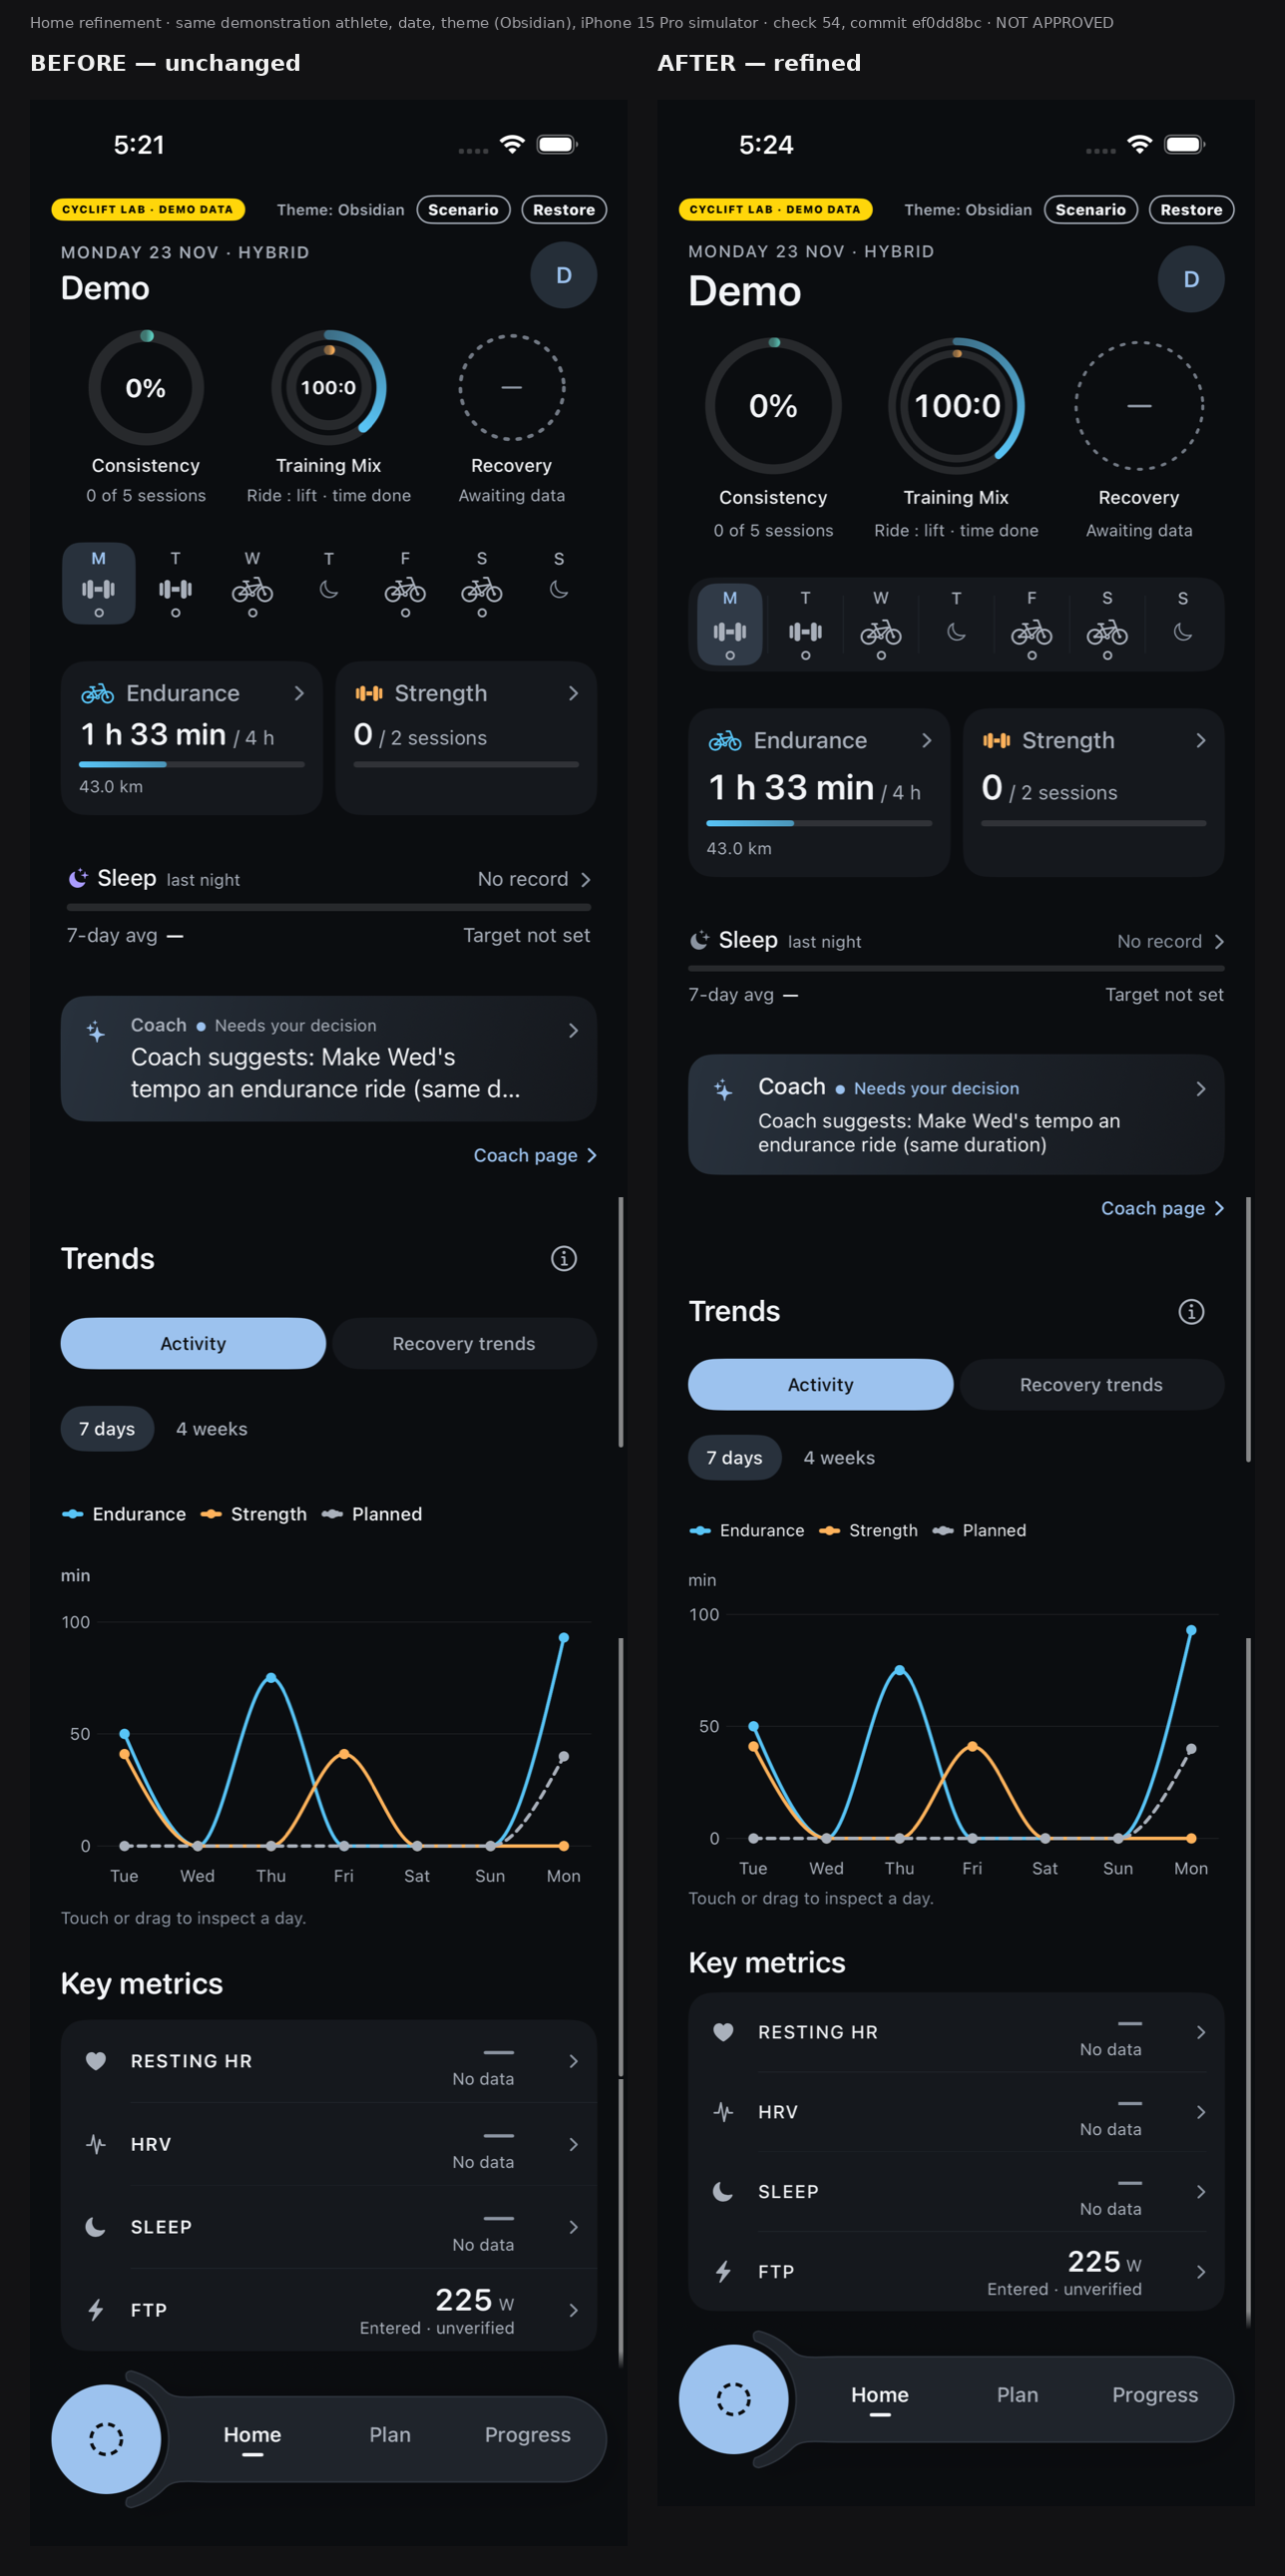 Home refinement · same demonstration athlete, date, theme (Obsidian), iPhone 15 Pro simulator · check 54, commit ef0dd8bc · NOT APPROVED
BEFORE — unchanged
5:21
CYCLIFT LAB · DEMO DATA
Theme: Obsidian
Scenario
Restore
MONDAY 23 NOV · HYBRID
Demo
D
0%
100:0
—
Consistency
Training Mix
Recovery
0 of 5 sessions
Ride : lift · time done
Awaiting data
M T W T F S S
Endurance
1 h 33 min / 4 h
43.0 km
Strength
0 / 2 sessions
Sleep last night
No record
7-day avg —
Target not set
Coach • Needs your decision
Coach suggests: Make Wed's
tempo an endurance ride (same d...
Coach page
Trends
Activity
Recovery trends
7 days
4 weeks
Endurance
Strength
Planned
min
100
50
0
Tue Wed Thu Fri Sat Sun Mon
Touch or drag to inspect a day.
Key metrics
RESTING HR
—
No data
HRV
—
No data
SLEEP
—
No data
FTP
225 W
Entered · unverified
Home
Plan
Progress
AFTER — refined
5:24
CYCLIFT LAB · DEMO DATA
Theme: Obsidian
Scenario
Restore
MONDAY 23 NOV · HYBRID
Demo
D
0%
100:0
—
Consistency
Training Mix
Recovery
0 of 5 sessions
Ride : lift · time done
Awaiting data
M T W T F S S
Endurance
1 h 33 min / 4 h
43.0 km
Strength
0 / 2 sessions
Sleep last night
No record
7-day avg —
Target not set
Coach • Needs your decision
Coach suggests: Make Wed's tempo an
endurance ride (same duration)
Coach page
Trends
Activity
Recovery trends
7 days
4 weeks
Endurance
Strength
Planned
min
100
50
0
Tue Wed Thu Fri Sat Sun Mon
Touch or drag to inspect a day.
Key metrics
RESTING HR
—
No data
HRV
—
No data
SLEEP
—
No data
FTP
225 W
Entered · unverified
Home
Plan
Progress